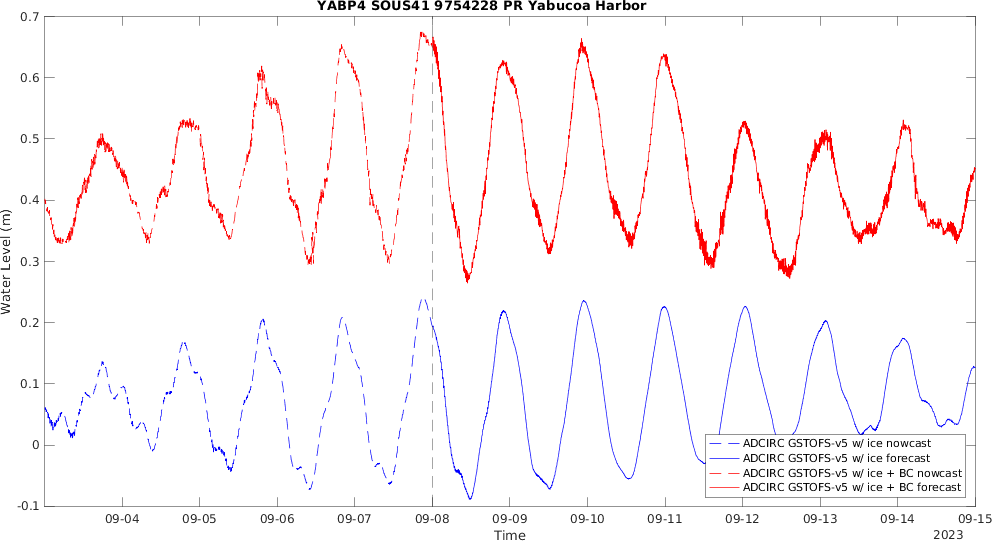 YABP4 SOUS41 9754228 PR Yabucoa Harbor
0.7
0.6
0.5
0.4
0.3
0.2
0.1
0
-0.1
Water Level (m)
ADCIRC GSTOFS-v5 w/ ice nowcast
ADCIRC GSTOFS-v5 w/ ice forecast
ADCIRC GSTOFS-v5 w/ ice + BC nowcast
ADCIRC GSTOFS-v5 w/ ice + BC forecast
09-04 09-05 09-06 09-07 09-08 09-09 09-10 09-11 09-12 09-13 09-14 09-15
Time
2023